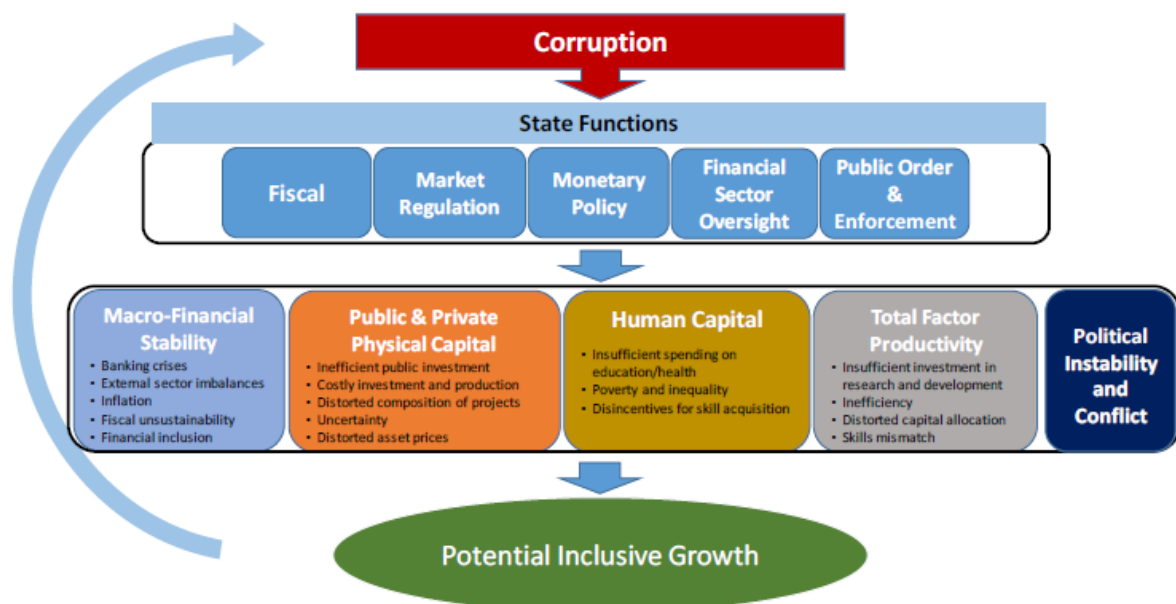 Corruption
State Functions
Fiscal
Market
Regulation
Monetary
Policy
Financial
Sector
Oversight
Public Order
&
Enforcement
Macro-Financial
Stability
• Banking crises
• External sector imbalances
• Inflation
• Fiscal unsustainability
• Financial inclusion
Public & Private
Physical Capital
• Inefficient public investment
• Costly investment and production
• Distorted composition of projects
• Uncertainty
• Distorted asset prices
Human Capital
• Insufficient spending on
education/health
• Poverty and inequality
• Disincentives for skill acquisition
Total Factor
Productivity
• Insufficient investment in
research and development
• Inefficiency
• Distorted capital allocation
• Skills mismatch
Political
Instability
and
Conflict
Potential Inclusive Growth